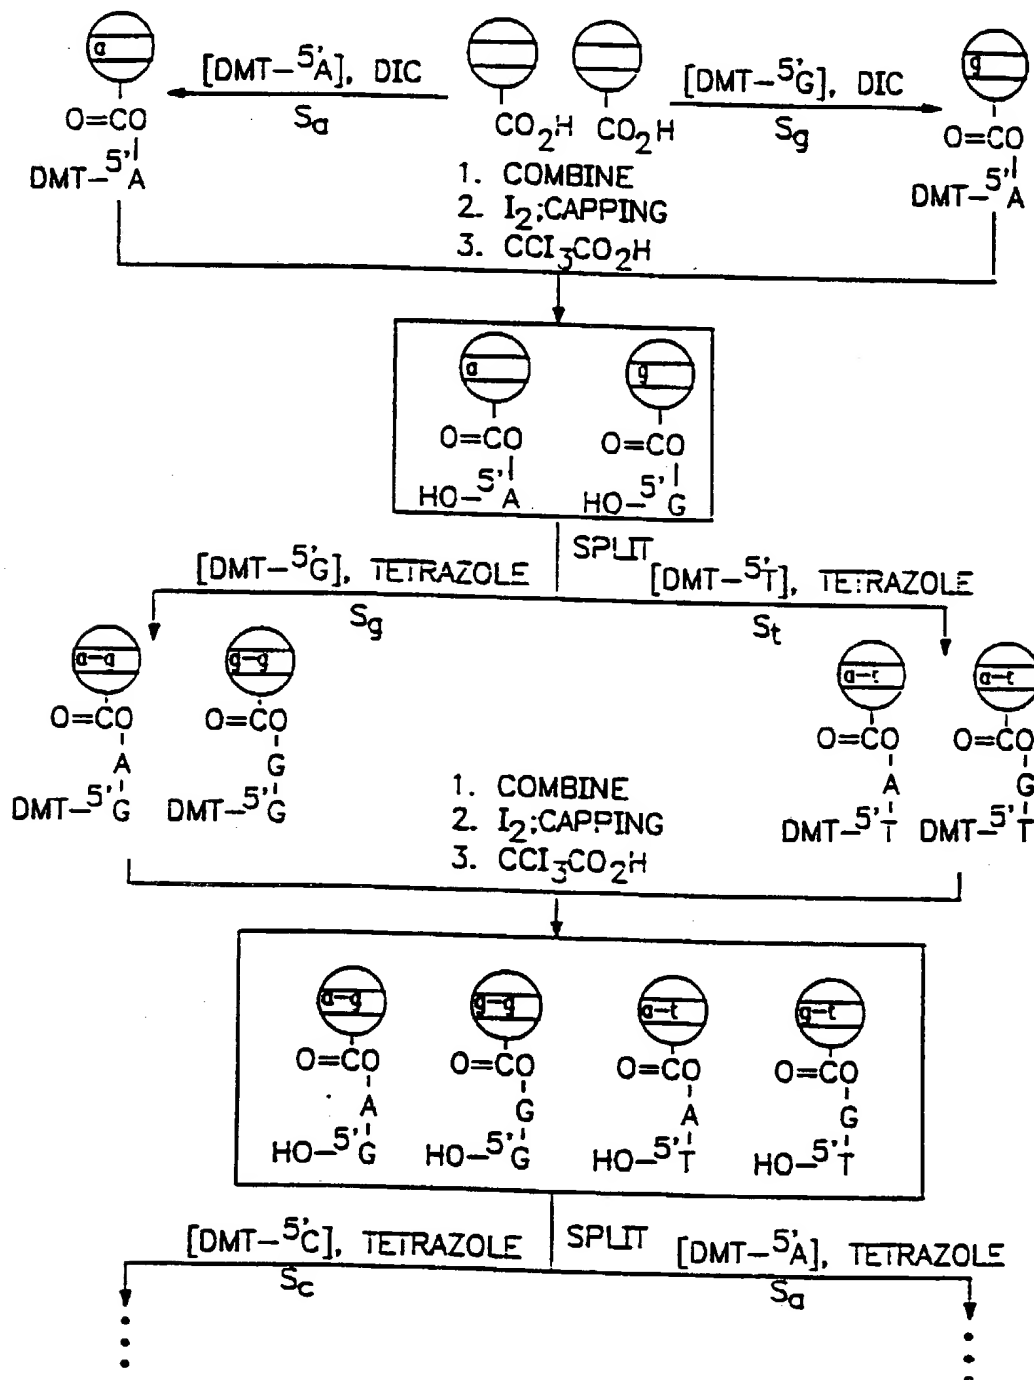 a
[DMT-5'A], DIC
Sa
CO2H
CO2H
[DMT-5'G], DIC
Sg
g
O=CO
DMT-5'A
O=CO
DMT-5'A
1. COMBINE
2. I2;CAPPING
3. CCl3CO2H
a
g
O=CO
O=CO
HO-5'A
HO-5'G
SPLIT
[DMT-5'G], TETRAZOLE
Sg
[DMT-5'T], TETRAZOLE
St
a-g
g-g
a-t
a-t
O=CO
O=CO
O=CO
O=CO
A
G
A
G
DMT-5'G
DMT-5'G
DMT-5'T
DMT-5'T
1. COMBINE
2. I2;CAPPING
3. CCl3CO2H
a-g
g-g
a-t
g-t
O=CO
O=CO
O=CO
O=CO
A
G
A
G
HO-5'G
HO-5'G
HO-5'T
HO-5'T
SPLIT
[DMT-5'C], TETRAZOLE
Sc
[DMT-5'A], TETRAZOLE
Sa